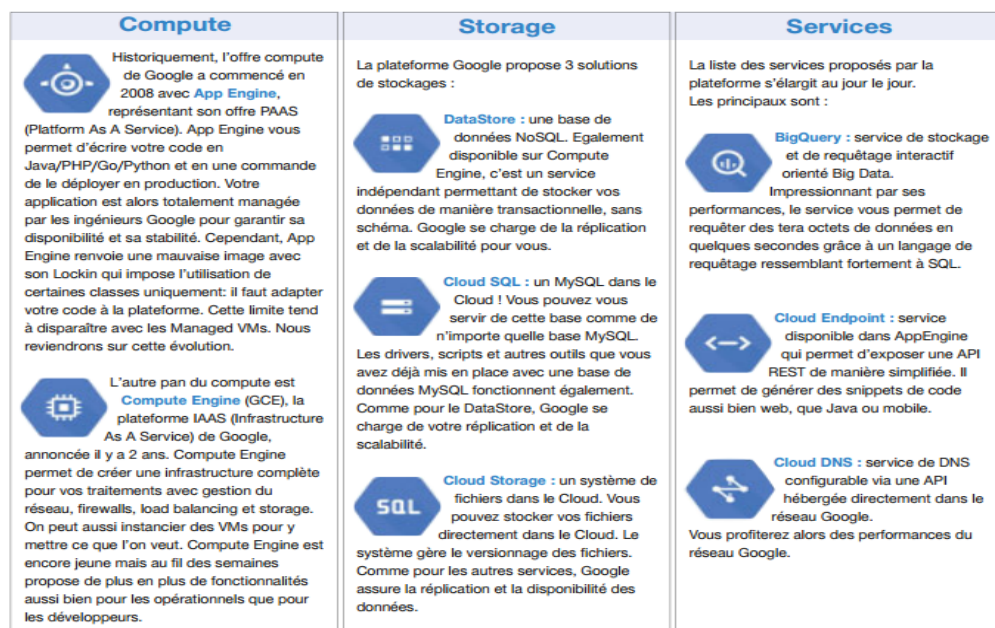 Compute
Historiquement, l'offre compute
de Google a commencé en
2008 avec App Engine,
représentant son offre PAAS
(Platform As A Service). App Engine vous
permet d'écrire votre code en
Java/PHP/Go/Python et en une commande
de le déployer en production. Votre
application est alors totalement managée
par les ingénieurs Google pour garantir sa
disponibilité et sa stabilité. Cependant, App
Engine renvoie une mauvaise image avec
son Lockin qui impose l'utilisation de
certaines classes uniquement: il faut adapter
votre code à la plateforme. Cette limite tend
à disparaître avec les Managed VMs. Nous
reviendrons sur cette évolution.
L'autre pan du compute est
Compute Engine (GCE), la
plateforme IAAS (Infrastructure
As A Service) de Google,
annoncée il y a 2 ans. Compute Engine
permet de créer une infrastructure complète
pour vos traitements avec gestion du
réseau, firewalls, load balancing et storage.
On peut aussi instancier des VMs pour y
mettre ce que l'on veut. Compute Engine est
encore jeune mais au fil des semaines
propose de plus en plus de fonctionnalités
aussi bien pour les opérationnels que pour
les développeurs.
Storage
La plateforme Google propose 3 solutions
de stockages :
DataStore : une base de
données NoSQL. Egalement
disponible sur Compute
Engine, c'est un service
indépendant permettant de stocker vos
données de manière transactionnelle, sans
schéma. Google se charge de la réplication
et de la scalabilité pour vous.
Cloud SQL : un MySQL dans le
Cloud ! Vous pouvez vous
servir de cette base comme de
n'importe quelle base MySQL.
Les drivers, scripts et autres outils que vous
avez déjà mis en place avec une base de
données MySQL fonctionnent également.
Comme pour le DataStore, Google se
charge de votre réplication et de la
scalabilité.
SQL
Cloud Storage : un système de
fichiers dans le Cloud. Vous
pouvez stocker vos fichiers
directement dans le Cloud. Le
système gère le versionnage des fichiers.
Comme pour les autres services, Google
assure la réplication et la disponibilité des
données.
Services
La liste des services proposés par la
plateforme s'élargit au jour le jour.
Les principaux sont :
BigQuery : service de stockage
et de requêtage interactif
orienté Big Data.
Impressionnant par ses
performances, le service vous permet de
requêter des tera octets de données en
quelques secondes grâce à un langage de
requêtage ressemblant fortement à SQL.
Cloud Endpoint : service
disponible dans AppEngine
qui permet d'exposer une API
REST de manière simplifiée. Il
permet de générer des snippets de code
aussi bien web, que Java ou mobile.
Cloud DNS : service de DNS
configurable via une API
hébergée directement dans le
réseau Google.
Vous profiterez alors des performances du
réseau Google.